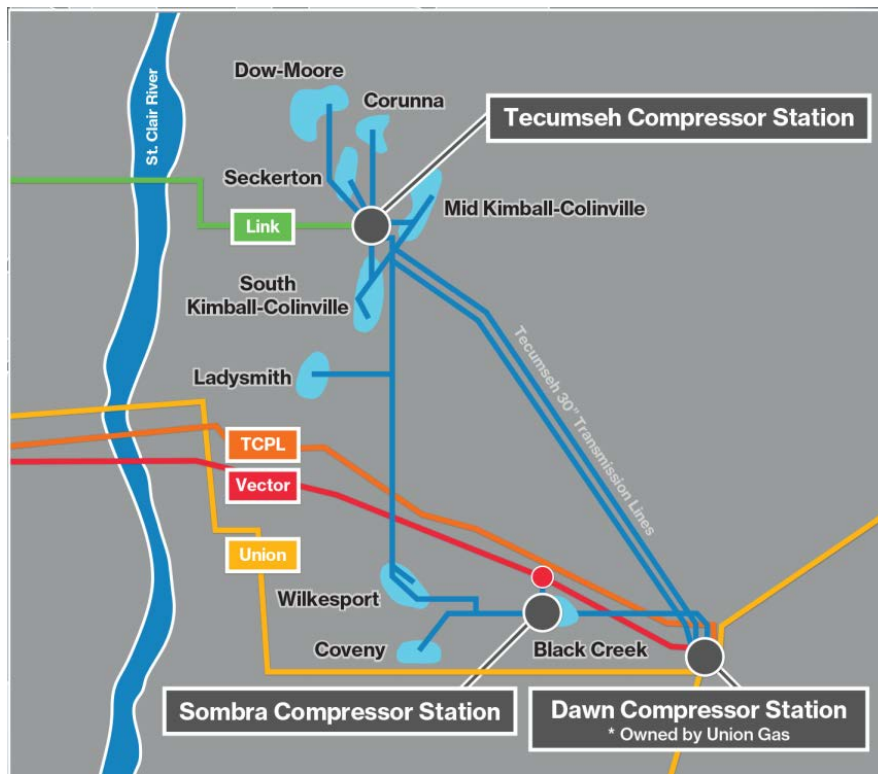 Dow-Moore
Corunna
Tecumseh Compressor Station
St. Clair River
Seckerton
Mid Kimball-Colinville
Link
South
Kimball-Colinville
Tecumseh 30" Transmission Lines
Ladysmith
TCPL
Vector
Union
Wilkesport
Coveny
Black Creek
Sombra Compressor Station
Dawn Compressor Station
* Owned by Union Gas